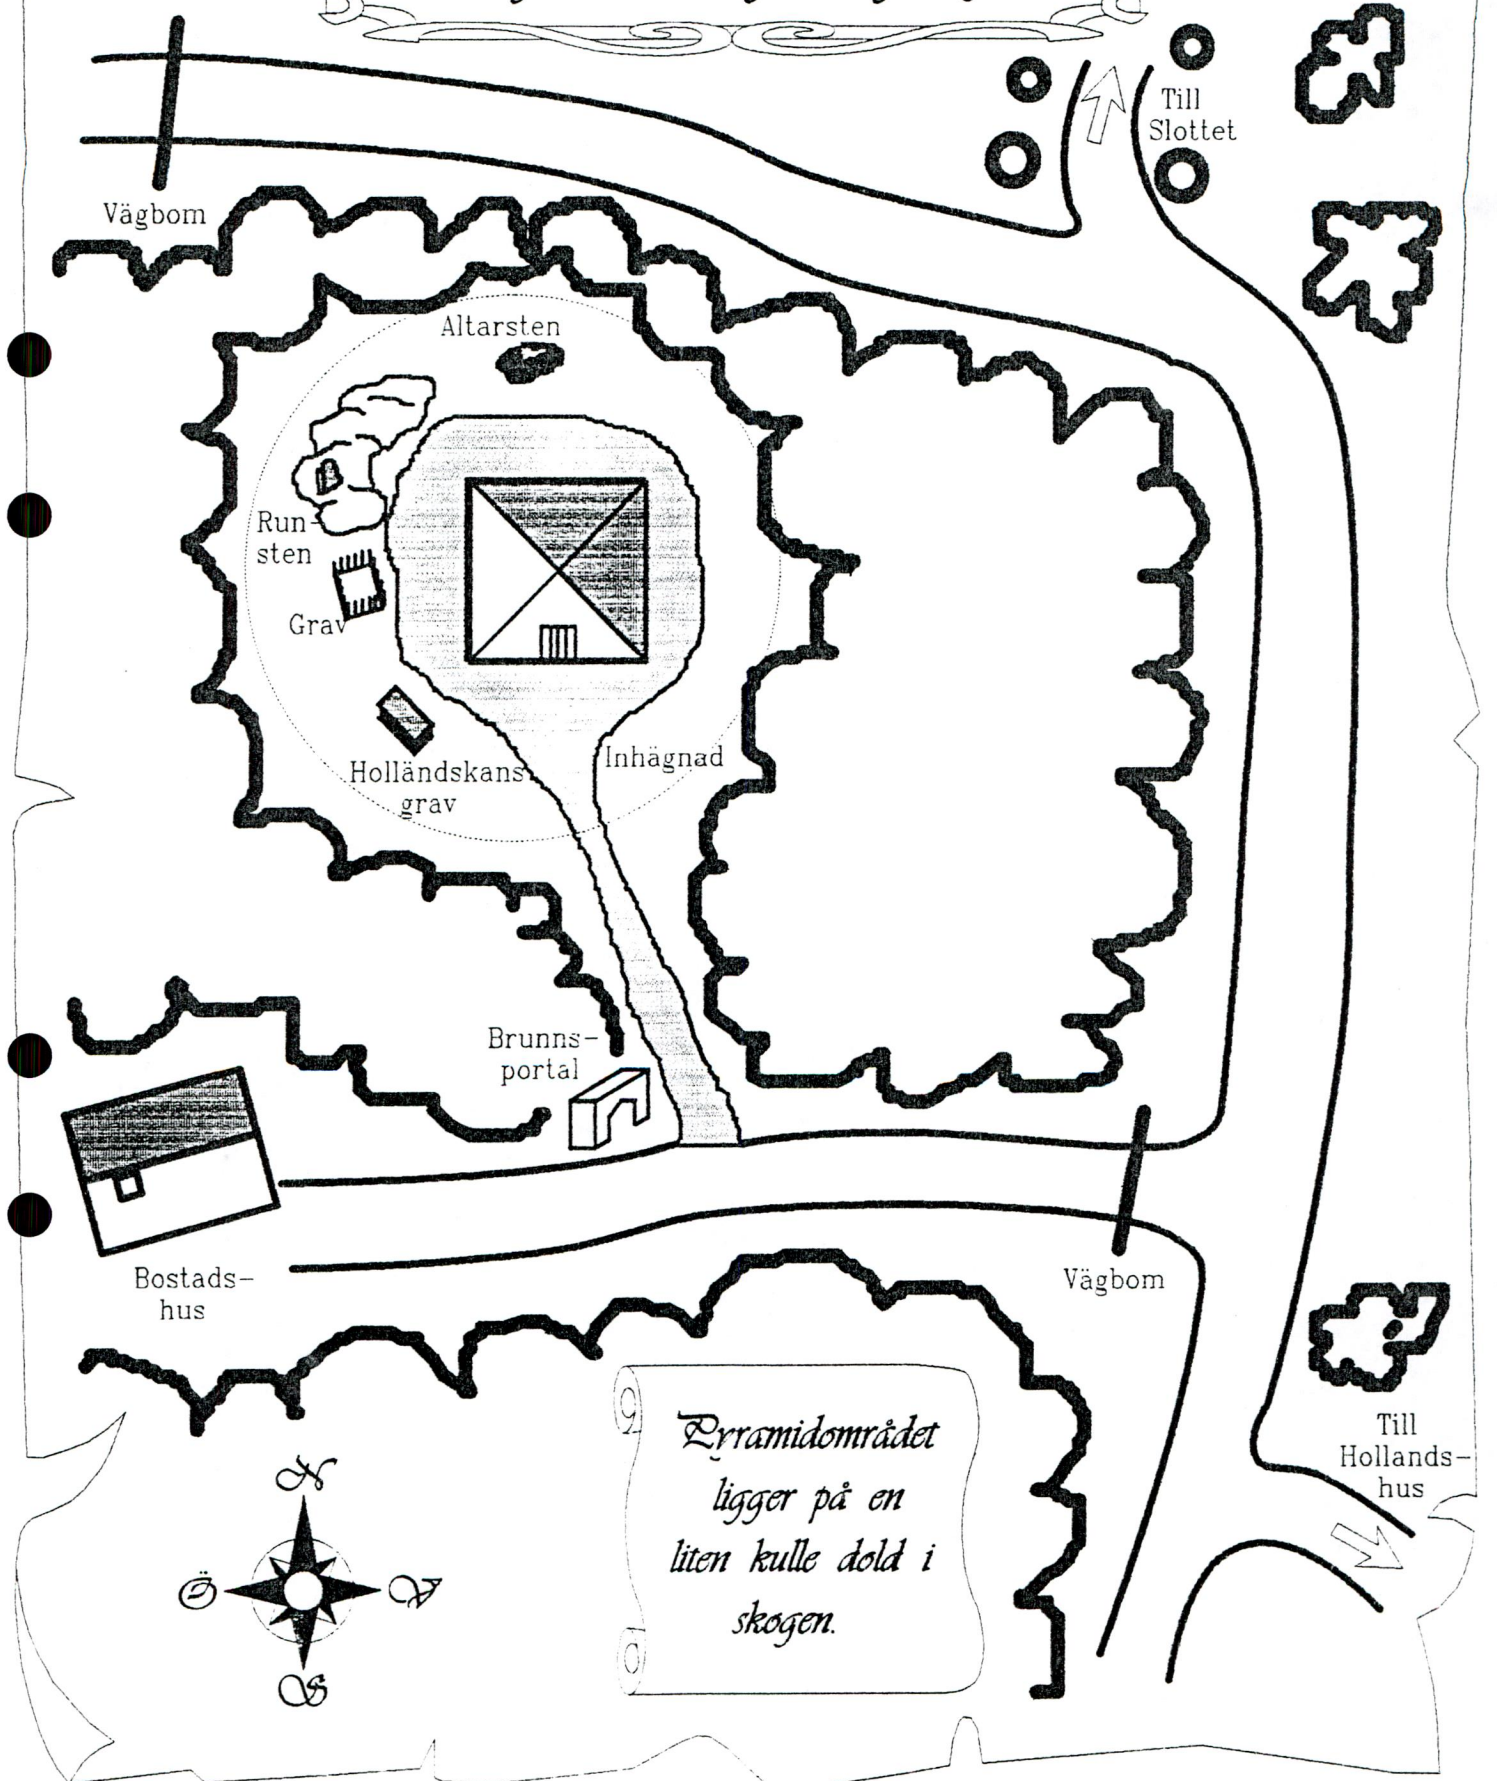 Till
Slottet
Vägbom
Altarsten
Run-
sten
Grav
Inhägnad
Holländskans
grav
Brunns-
portal
Bostads-
hus
Vägbom
Till
Hollands-
hus
Pyramidområdet
ligger på en
liten kulle dold i
skogen.
N
Ö
V
S